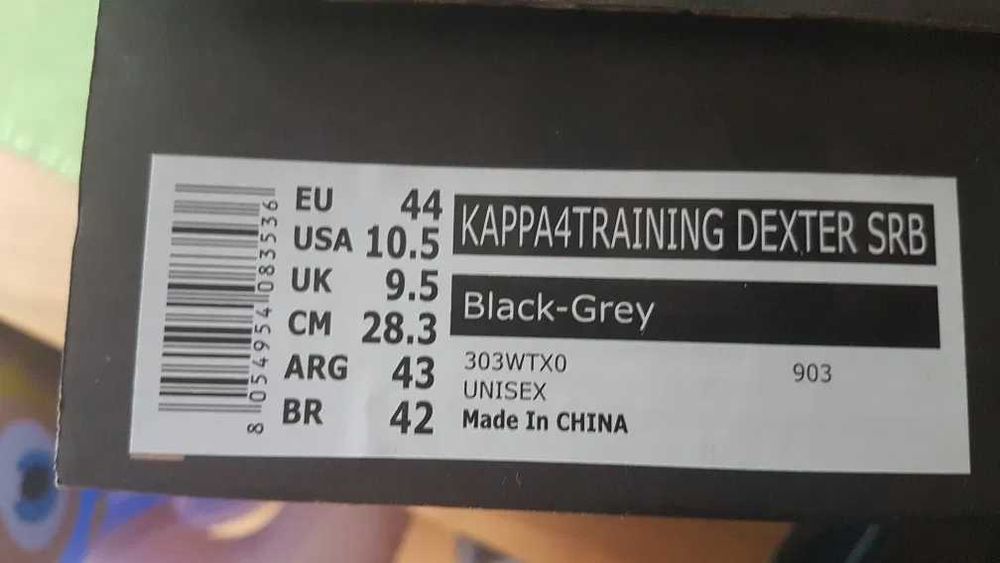 EU 44
USA 10.5
UK 9.5
CM 28.3
ARG 43
BR 42
8 054954 083536
KAPPA4TRAINING DEXTER SRB
Black-Grey
303WTX0 903
UNISEX
Made In CHINA